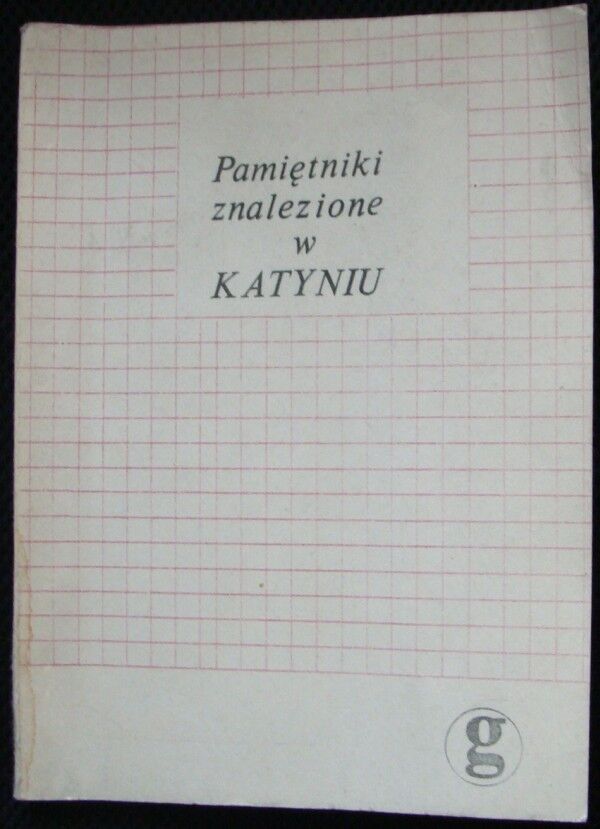 Pamiętniki
znalezione
w
KATYNIU
g